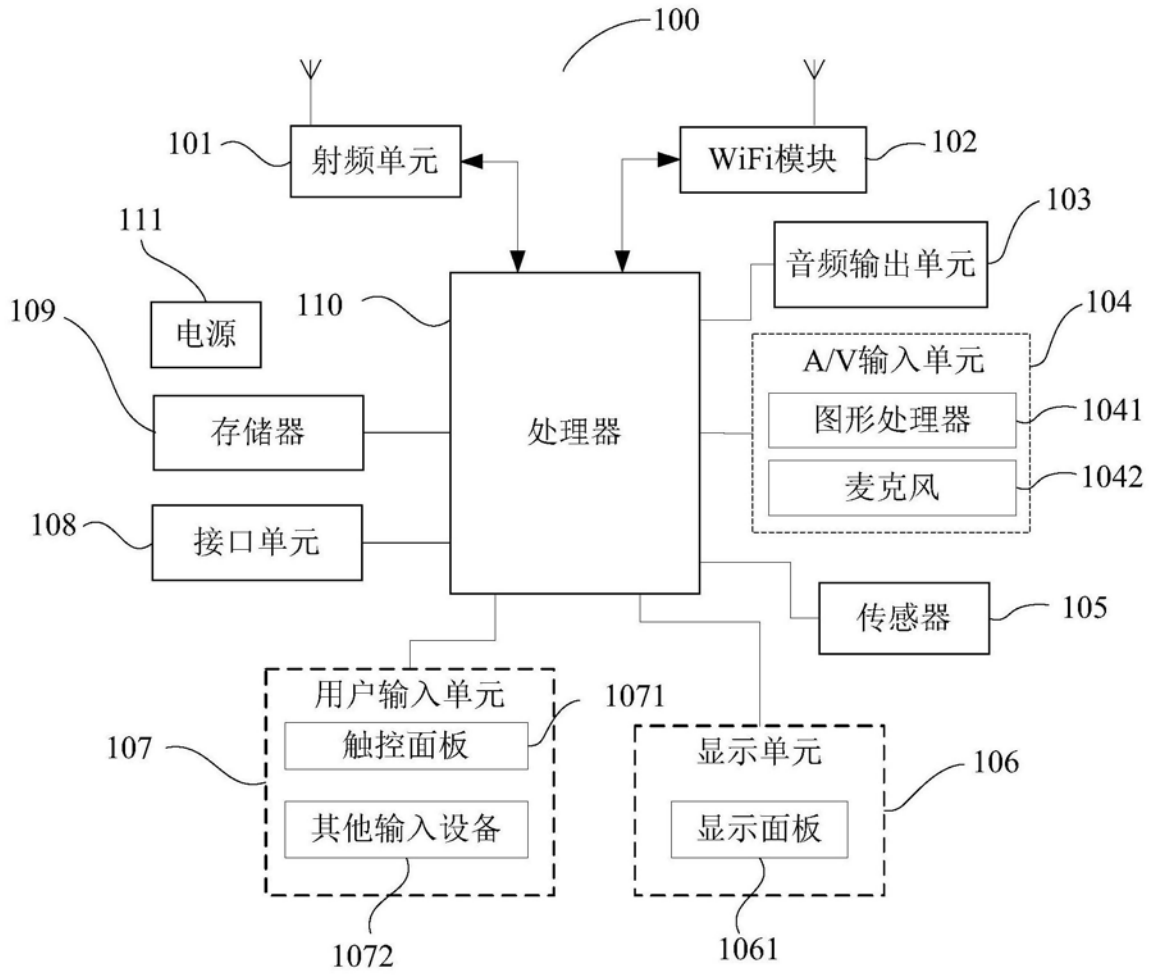 100
101
射频单元
WiFi模块
102
111
103
音频输出单元
109
电源
110
104
A/V输入单元
图形处理器
1041
存储器
处理器
麦克风
1042
108
接口单元
传感器
105
用户输入单元
1071
107
触控面板
显示单元
106
其他输入设备
显示面板
1072
1061